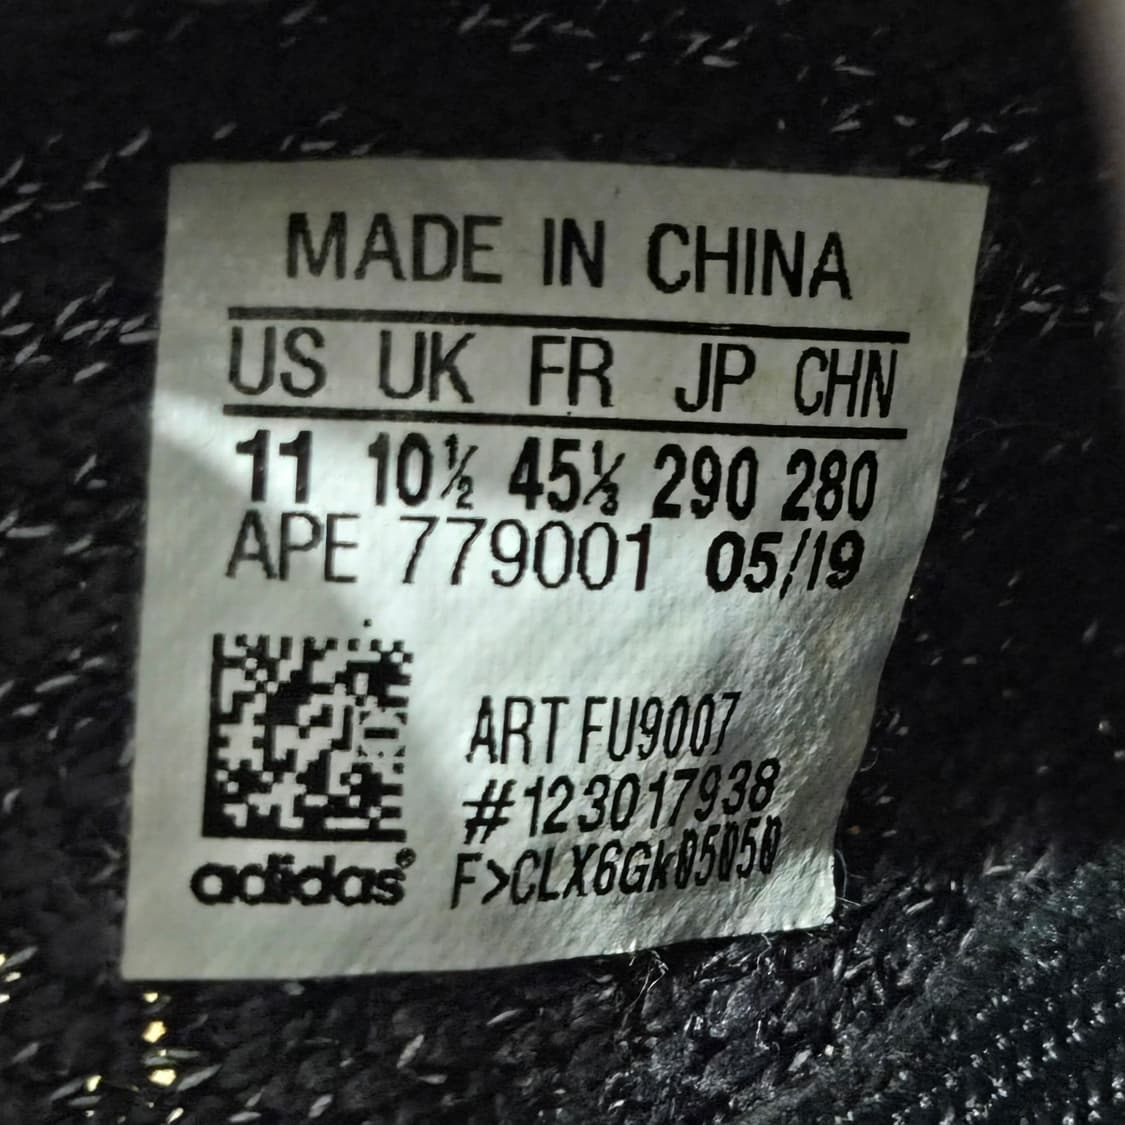 MADE IN CHINA
US UK FR JP CHN
11 10½ 45⅓ 290 280
APE 779001 05/19
ART FU9007
#123017938
F>CLX6Gk05050
adidas®